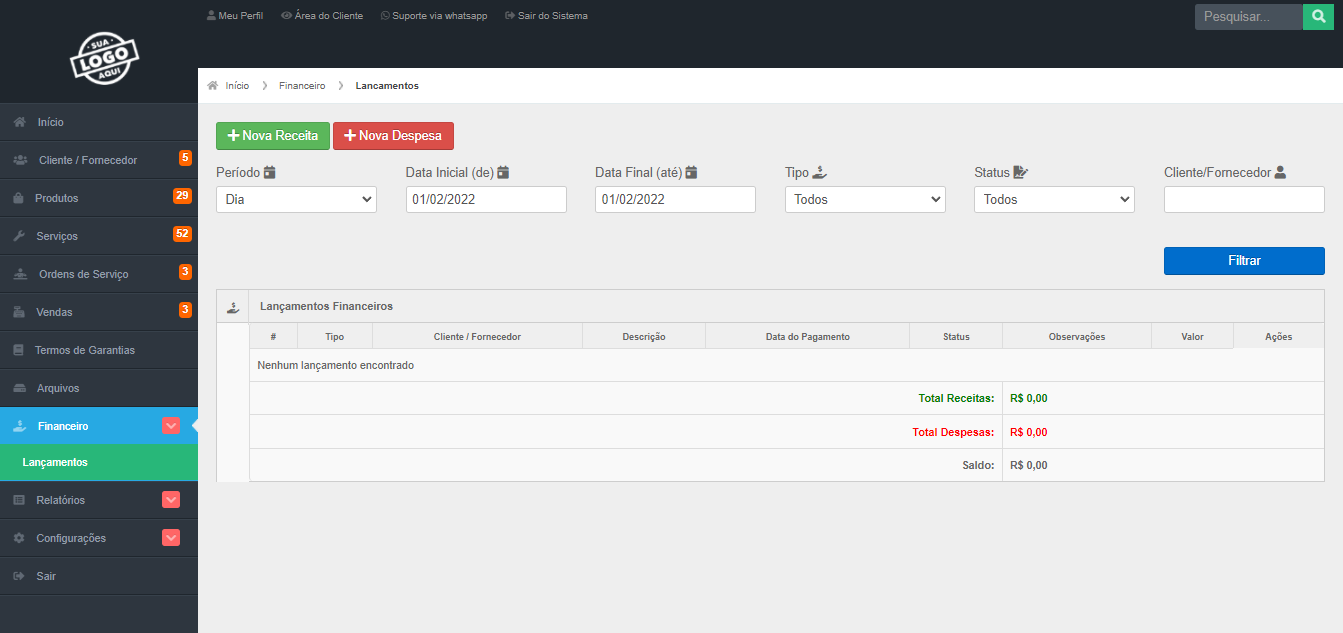 Meu Perfil Área do Cliente Suporte via whatsapp Sair do Sistema
Pesquisar...
· SUA ·
LOGO
AQUI
Início
Cliente / Fornecedor 5
Produtos 29
Serviços 52
Ordens de Serviço 3
Vendas 3
Termos de Garantias
Arquivos
Financeiro
Lançamentos
Relatórios
Configurações
Sair
Início Financeiro Lancamentos
Nova Receita Nova Despesa
Período Data Inicial (de) Data Final (até) Tipo Status Cliente/Fornecedor
Dia 01/02/2022 01/02/2022 Todos Todos
Filtrar
Lançamentos Financeiros
# Tipo Cliente / Fornecedor Descrição Data do Pagamento Status Observações Valor Ações
Nenhum lançamento encontrado
Total Receitas: R$ 0,00
Total Despesas: R$ 0,00
Saldo: R$ 0,00